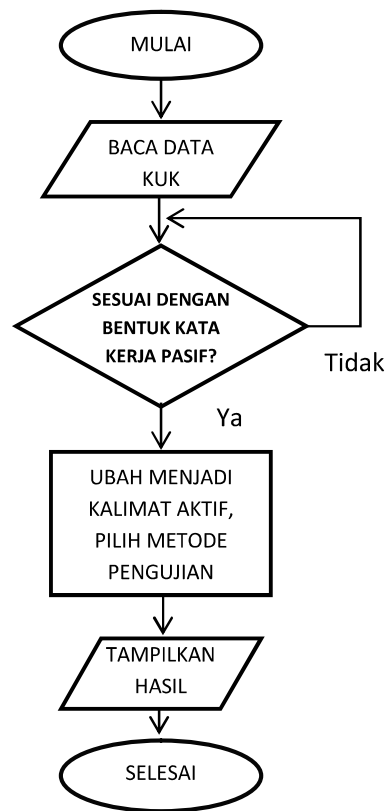 MULAI
BACA DATA
KUK
SESUAI DENGAN
BENTUK KATA
KERJA PASIF?
Tidak
Ya
UBAH MENJADI
KALIMAT AKTIF,
PILIH METODE
PENGUJIAN
TAMPILKAN
HASIL
SELESAI